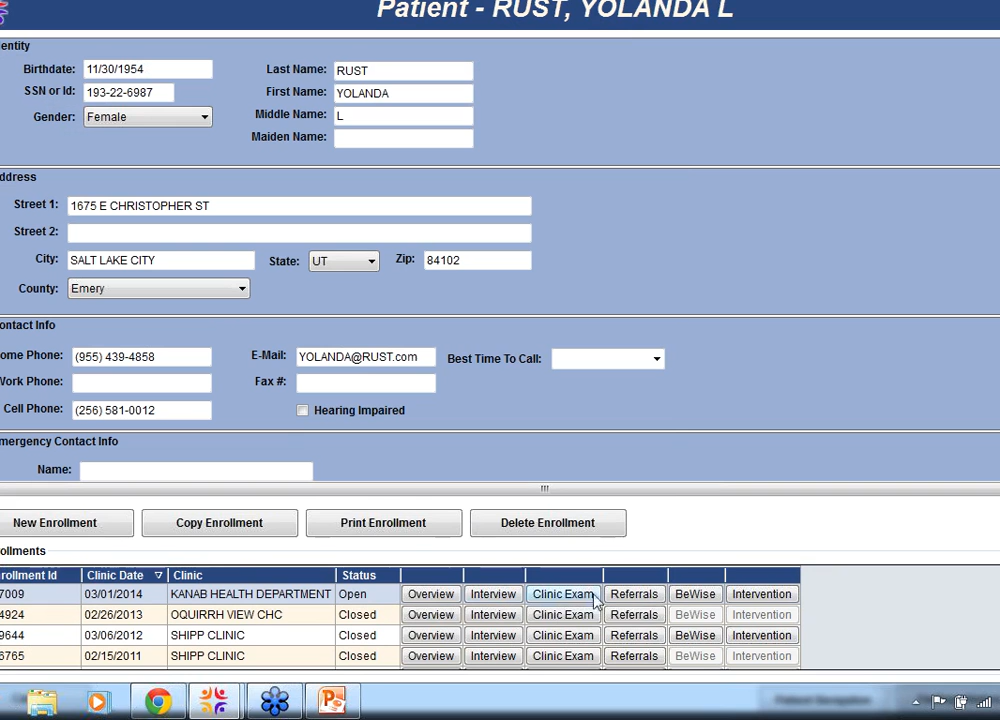 Patient - RUST, YOLANDA L
entity
Birthdate: 11/30/1954 Last Name: RUST
SSN or Id: 193-22-6987 First Name: YOLANDA
Gender: Female Middle Name: L
Maiden Name:
ddress
Street 1: 1675 E CHRISTOPHER ST
Street 2:
City: SALT LAKE CITY State: UT Zip: 84102
County: Emery
ontact Info
ome Phone: (955) 439-4858 E-Mail: YOLANDA@RUST.com Best Time To Call:
Work Phone: Fax #:
Cell Phone: (256) 581-0012 Hearing Impaired
mergency Contact Info
Name:
New Enrollment Copy Enrollment Print Enrollment Delete Enrollment
ollments
rollment Id Clinic Date Clinic Status
7009 03/01/2014 KANAB HEALTH DEPARTMENT Open Overview Interview Clinic Exam Referrals BeWise Intervention
4924 02/26/2013 OQUIRRH VIEW CHC Closed Overview Interview Clinic Exam Referrals BeWise Intervention
9644 03/06/2012 SHIPP CLINIC Closed Overview Interview Clinic Exam Referrals BeWise Intervention
6765 02/15/2011 SHIPP CLINIC Closed Overview Interview Clinic Exam Referrals BeWise Intervention